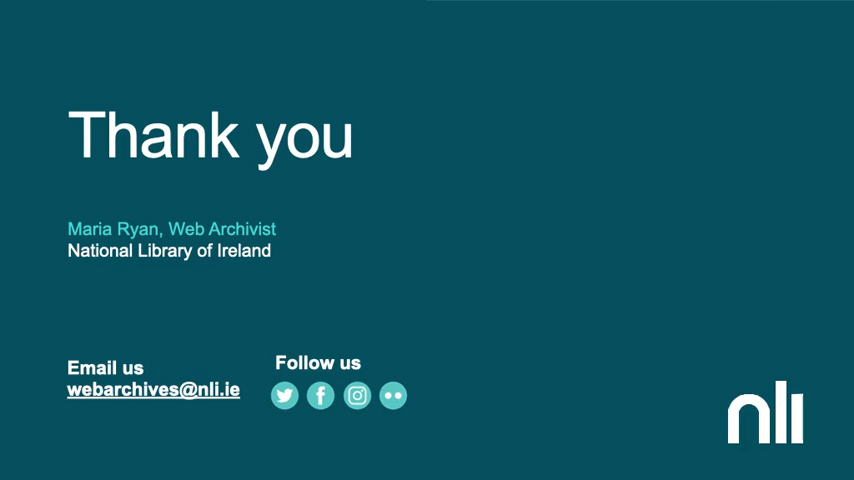 Thank you
Maria Ryan, Web Archivist
National Library of Ireland
Email us
webarchives@nli.ie
Follow us
nli